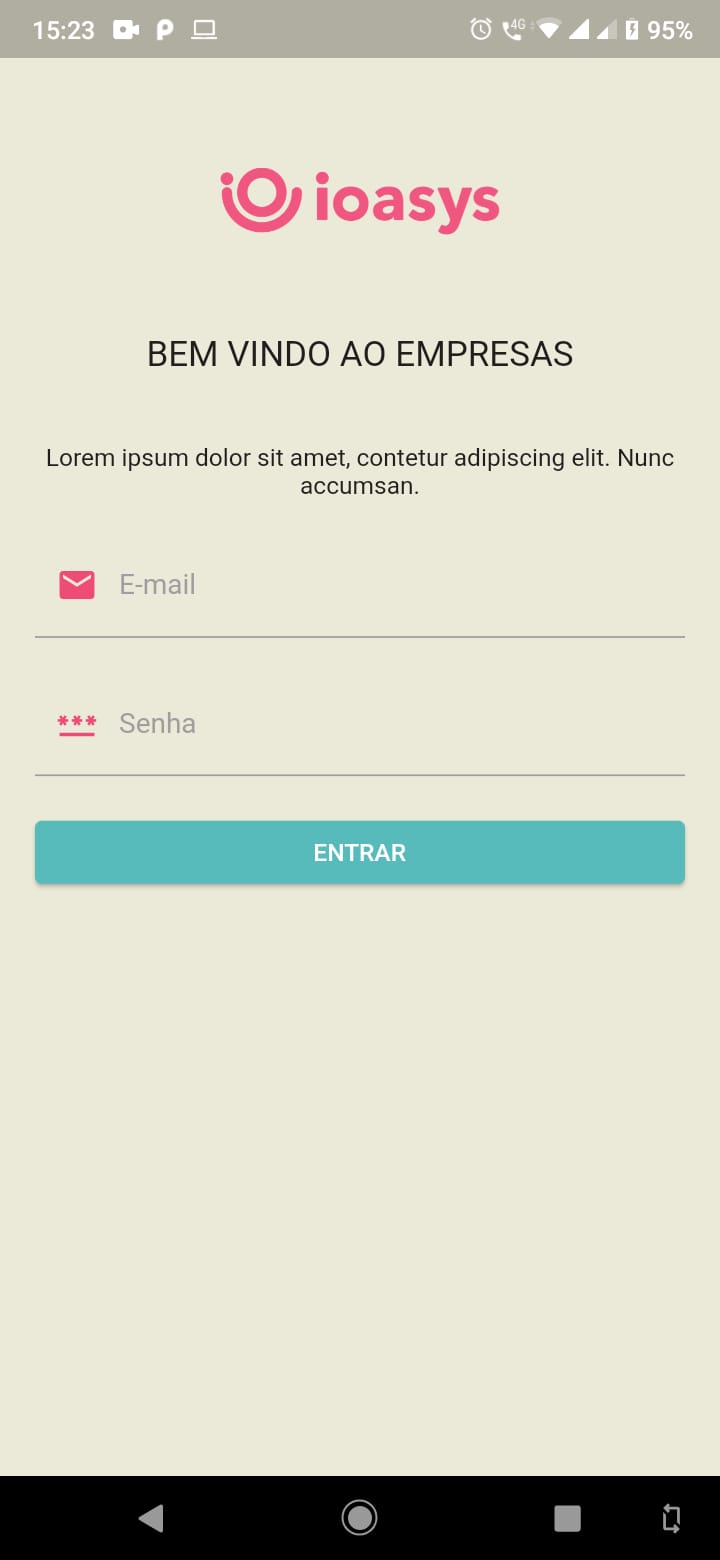 15:23
4G
95%
ioasys
BEM VINDO AO EMPRESAS
Lorem ipsum dolor sit amet, contetur adipiscing elit. Nunc
accumsan.
E-mail
*** Senha
ENTRAR